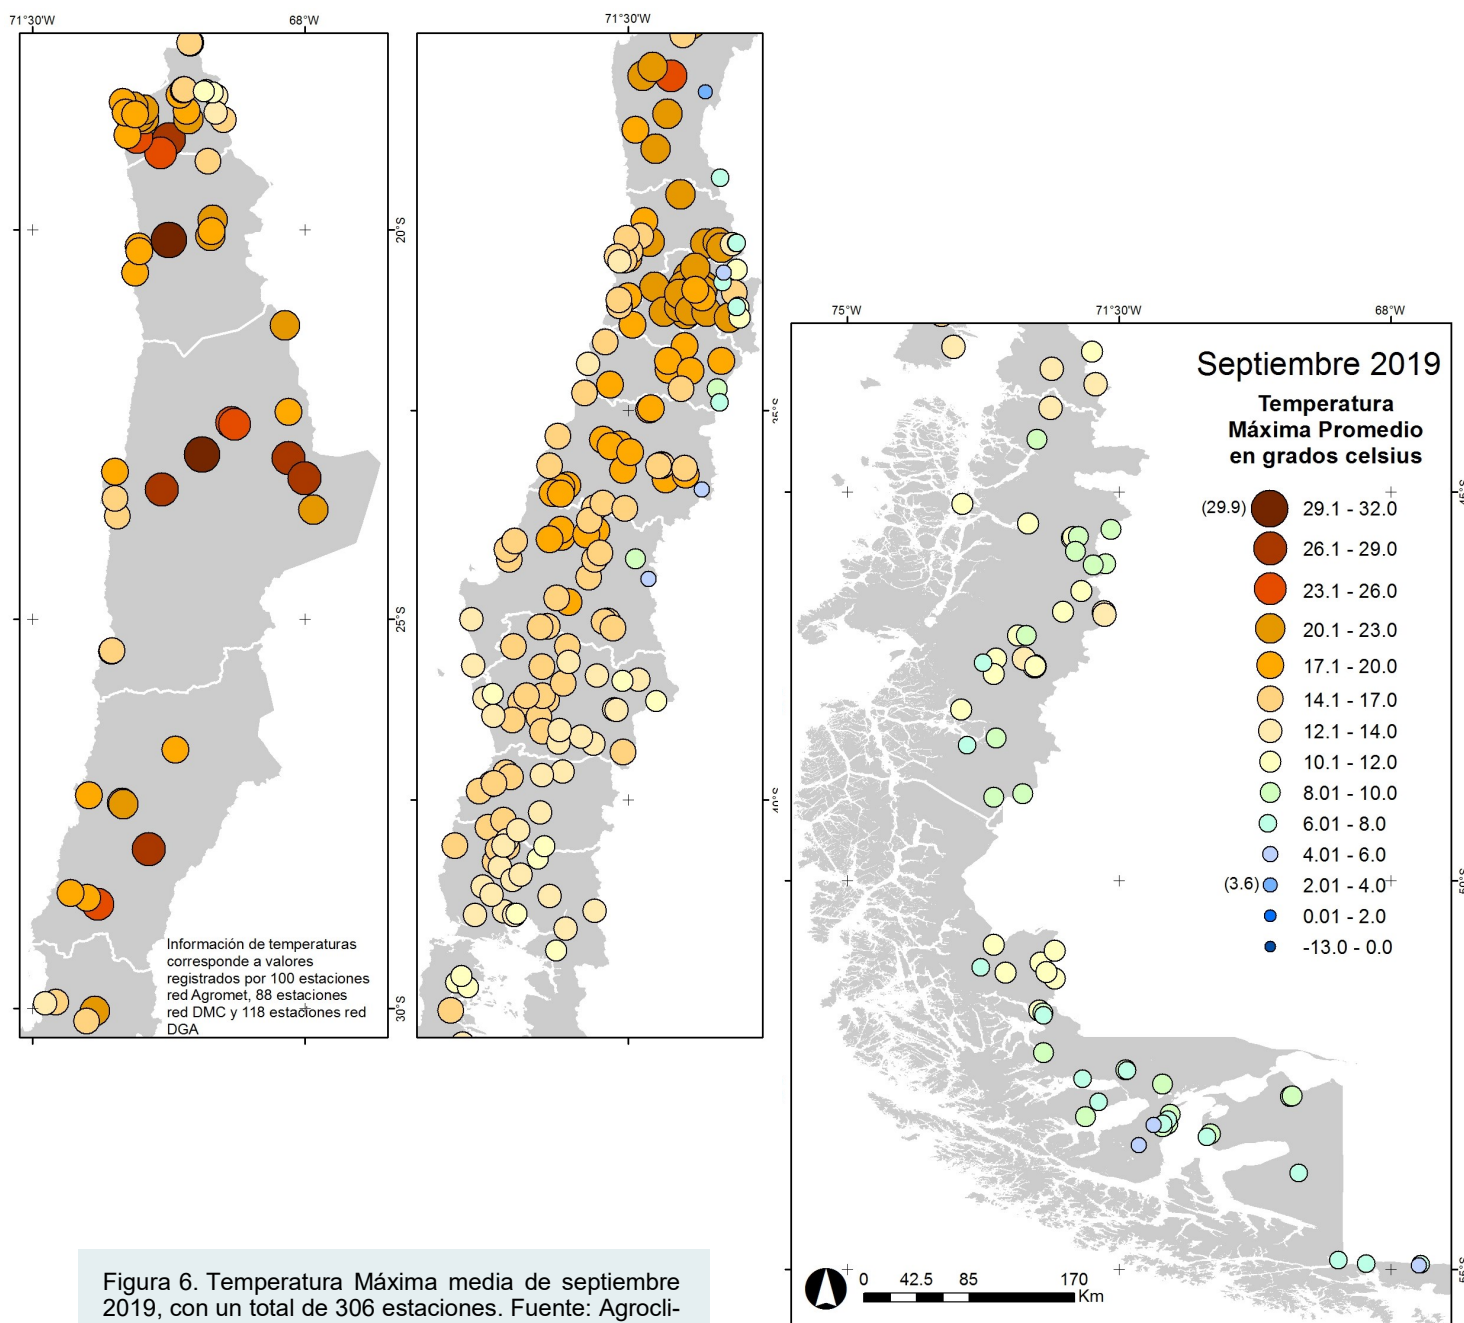 71°30'W
68°W
71°30'W
20°S
25°S
30°S
35°S
40°S
Información de temperaturas
corresponde a valores
registrados por 100 estaciones
red Agromet, 88 estaciones
red DMC y 118 estaciones red
DGA
75°W
71°30'W
68°W
Septiembre 2019
Temperatura
Máxima Promedio
en grados celsius
(29.9) 29.1 - 32.0
26.1 - 29.0
23.1 - 26.0
20.1 - 23.0
17.1 - 20.0
14.1 - 17.0
12.1 - 14.0
10.1 - 12.0
8.01 - 10.0
6.01 - 8.0
4.01 - 6.0
(3.6) 2.01 - 4.0
0.01 - 2.0
-13.0 - 0.0
45°S
50°S
55°S
0 42.5 85 170
Km
Figura 6. Temperatura Máxima media de septiembre
2019, con un total de 306 estaciones. Fuente: Agrocli-